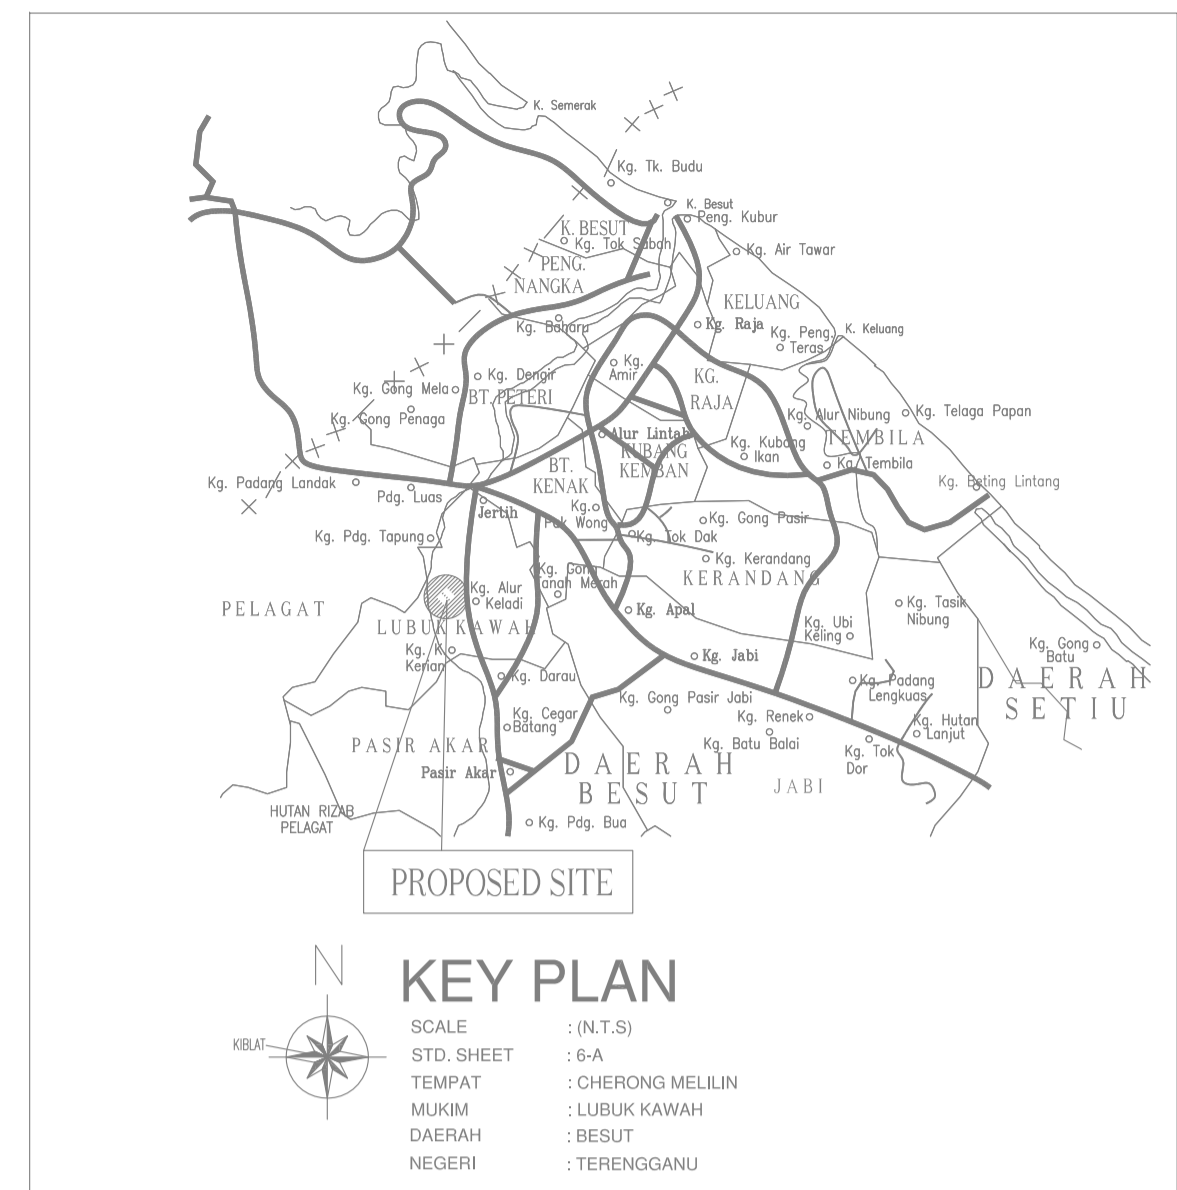 K. Semerak
Kg. Tk. Budu
K. Besut
Peng. Kubur
K. BESUT
Kg. Tok Sabah
Kg. Air Tawar
PENG.
NANGKA
KELUANG
Kg. Baharu
Kg. Raja
Kg. Peng.
Teras
K. Keluang
Kg. Amir
Kg. Dengir
KG.
RAJA
Kg. Gong Mela
BT. PETERI
Kg. Gong Penaga
Kg. Alur Nibung
Kg. Telaga Papan
Alur Lintah
TEMBILA
KUBANG
KEMBAN
Kg. Kubang
Ikan
BT.
KENAK
Kg. Tembila
Kg. Padang Landak
Pdg. Luas
Kg. Beting Lintang
Jertih
Kg.
Pak Wong
Kg. Gong Pasir
Kg. Pdg. Tapung
Kg. Tok Dak
Kg. Kerandang
Kg. Gong
Tanah Merah
KERANDANG
PELAGAT
Kg. Alur
Keladi
Kg. Apal
Kg. Tasik
Nibung
LUBUK KAWAH
Kg. Ubi
Keling
Kg. K
Kerian
Kg. Jabi
Kg. Gong
Batu
Kg. Darau
Kg. Padang
Lengkuas
DAERAH
SETIU
Kg. Gong Pasir Jabi
Kg. Cegar
Batang
Kg. Renek
Kg. Hutan
Lanjut
PASIR AKAR
Kg. Batu Balai
Kg. Tok
Dor
Pasir Akar
DAERAH
BESUT
JABI
HUTAN RIZAB
PELAGAT
Kg. Pdg. Bua
PROPOSED SITE
N
KIBLAT
KEY PLAN
SCALE : (N.T.S)
STD. SHEET : 6-A
TEMPAT : CHERONG MELILIN
MUKIM : LUBUK KAWAH
DAERAH : BESUT
NEGERI : TERENGGANU